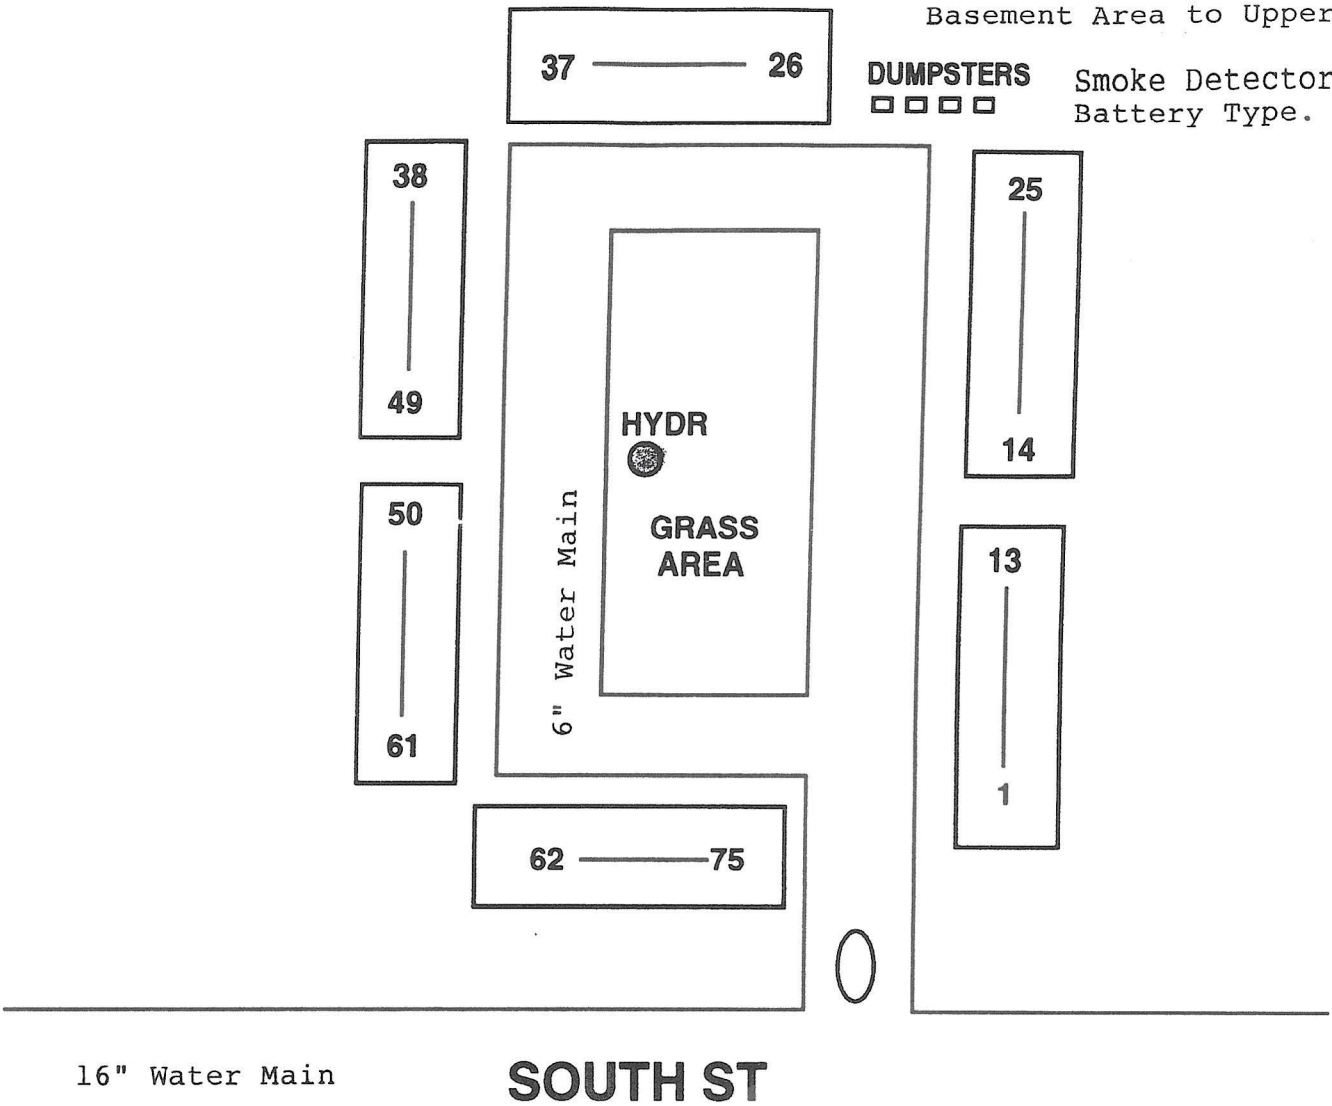 Basement Area to Upper
37 26
DUMPSTERS
Smoke Detector
Battery Type.
38
25
49
HYDR
14
50
6" Water Main
GRASS
AREA
13
61
1
62 75
16" Water Main
SOUTH ST